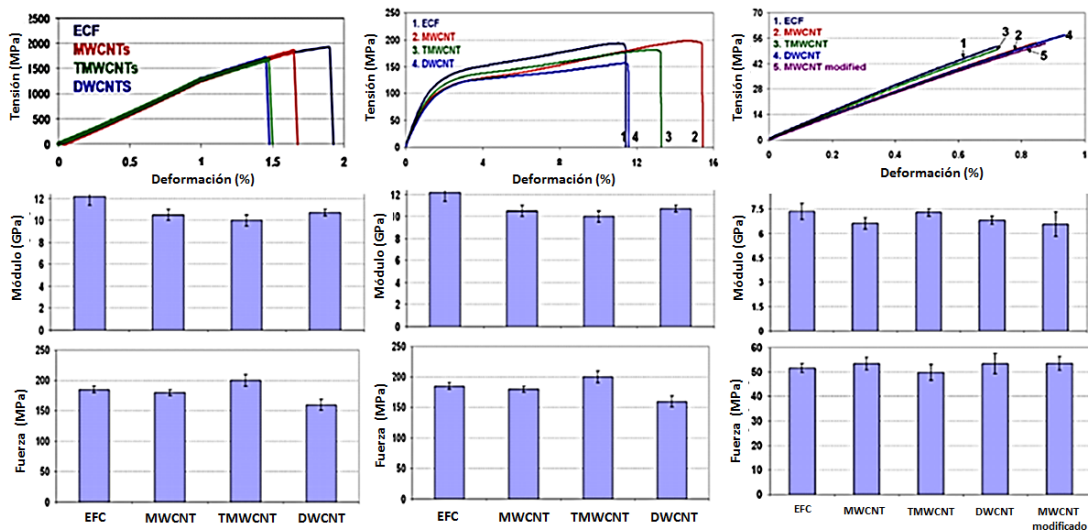 Tensión (MPa)
2500
2000
1500
1000
500
0
ECF
MWCNTs
TMWCNTs
DWCNTS
0
0.5
1
1.5
2
Deformación (%)
Tensión (MPa)
250
200
150
100
50
0
1. ECF
2. MWCNT
3. TMWCNT
4. DWCNT
1 4 3 2
0
4
8
12
16
Deformación (%)
Tensión (MPa)
70
56
42
28
14
0
1. ECF
2. MWCNT
3. TMWCNT
4. DWCNT
5. MWCNT modified
1 2 3 4
5
0
0.2
0.4
0.6
0.8
1
Deformación (%)
Módulo (GPa)
12
10
8
6
4
2
0
Módulo (GPa)
12
10
8
6
4
2
0
Módulo (GPa)
7.5
6
4.5
3
1.5
0
Fuerza (MPa)
250
200
150
100
50
0
EFC
MWCNT
TMWCNT
DWCNT
Fuerza (MPa)
250
200
150
100
250
0
EFC
MWCNT
TMWCNT
DWCNT
Fuerza (MPa)
60
50
40
30
20
10
0
EFC
MWCNT
TMWCNT
DWCNT
MWCNT
modificado